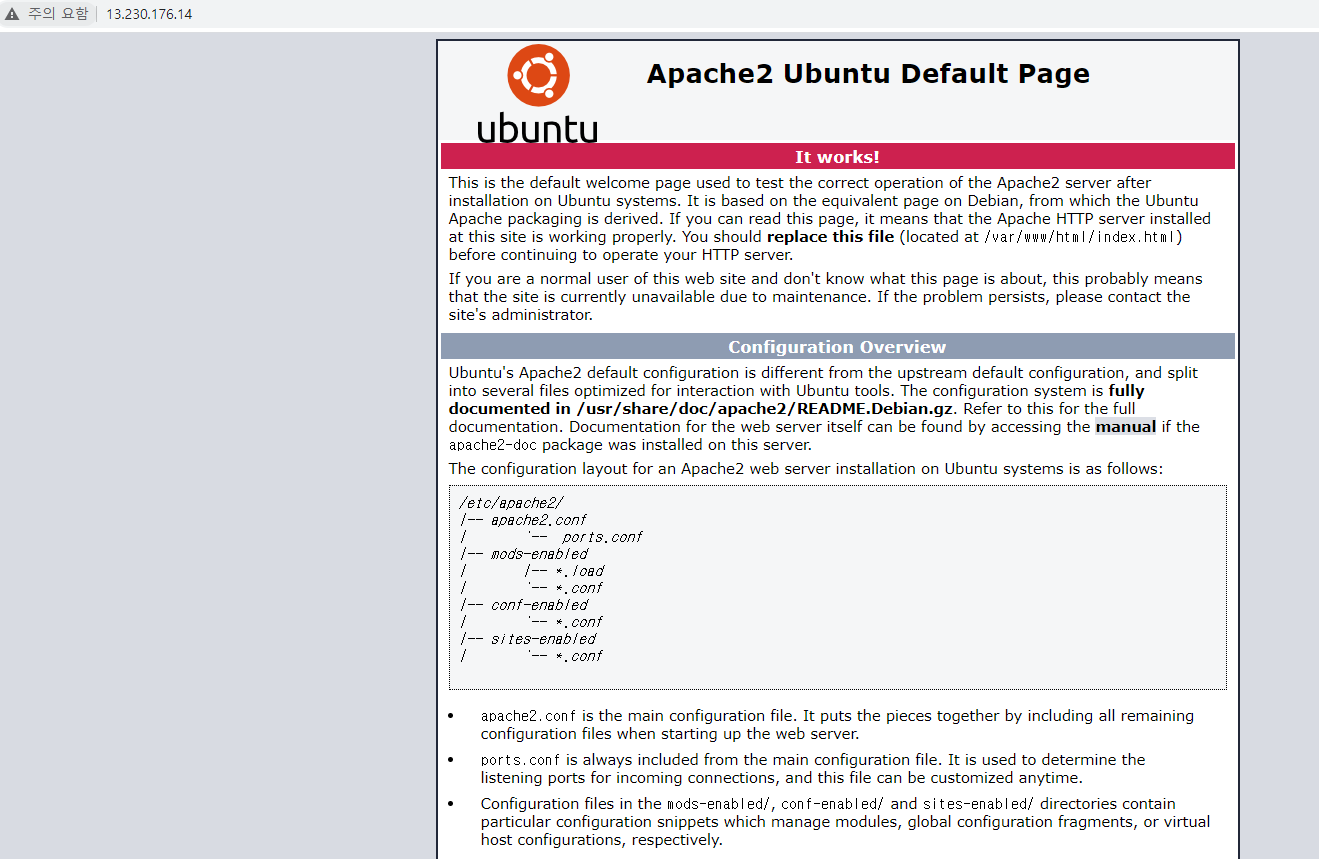 주의 요함 13.230.176.14
ubuntu
Apache2 Ubuntu Default Page
It works!
This is the default welcome page used to test the correct operation of the Apache2 server after
installation on Ubuntu systems. It is based on the equivalent page on Debian, from which the Ubuntu
Apache packaging is derived. If you can read this page, it means that the Apache HTTP server installed
at this site is working properly. You should replace this file (located at /var/www/html/index.html)
before continuing to operate your HTTP server.
If you are a normal user of this web site and don't know what this page is about, this probably means
that the site is currently unavailable due to maintenance. If the problem persists, please contact the
site's administrator.
Configuration Overview
Ubuntu's Apache2 default configuration is different from the upstream default configuration, and split
into several files optimized for interaction with Ubuntu tools. The configuration system is fully
documented in /usr/share/doc/apache2/README.Debian.gz. Refer to this for the full
documentation. Documentation for the web server itself can be found by accessing the manual if the
apache2-doc package was installed on this server.
The configuration layout for an Apache2 web server installation on Ubuntu systems is as follows:
/etc/apache2/
|-- apache2.conf
|       `--  ports.conf
|-- mods-enabled
|       |-- *.load
|       `-- *.conf
|-- conf-enabled
|       `-- *.conf
|-- sites-enabled
|       `-- *.conf
• apache2.conf is the main configuration file. It puts the pieces together by including all remaining
configuration files when starting up the web server.
• ports.conf is always included from the main configuration file. It is used to determine the
listening ports for incoming connections, and this file can be customized anytime.
• Configuration files in the mods-enabled/, conf-enabled/ and sites-enabled/ directories contain
particular configuration snippets which manage modules, global configuration fragments, or virtual
host configurations, respectively.